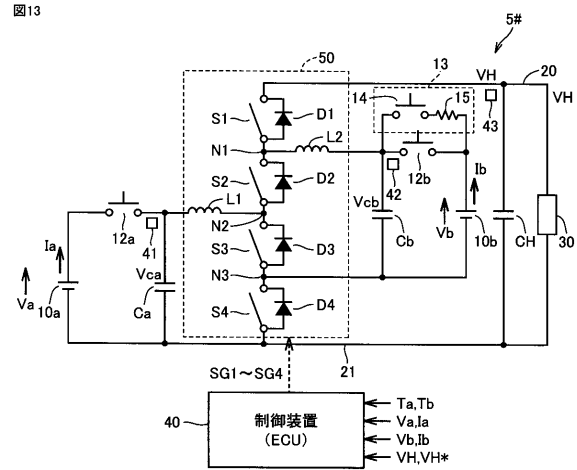 図13
5#
50
13
VH
20
VH
14
15
43
S1
D1
L2
N1
12b
Ib
42
S2
D2
L1
N2
Vcb
Cb
Vb
10b
CH
30
12a
41
Ia
Vca
S3
D3
N3
Va
10a
Ca
S4
D4
SG1～SG4
21
40
制御装置
(ECU)
Ta,Tb
Va,Ia
Vb,Ib
VH,VH*